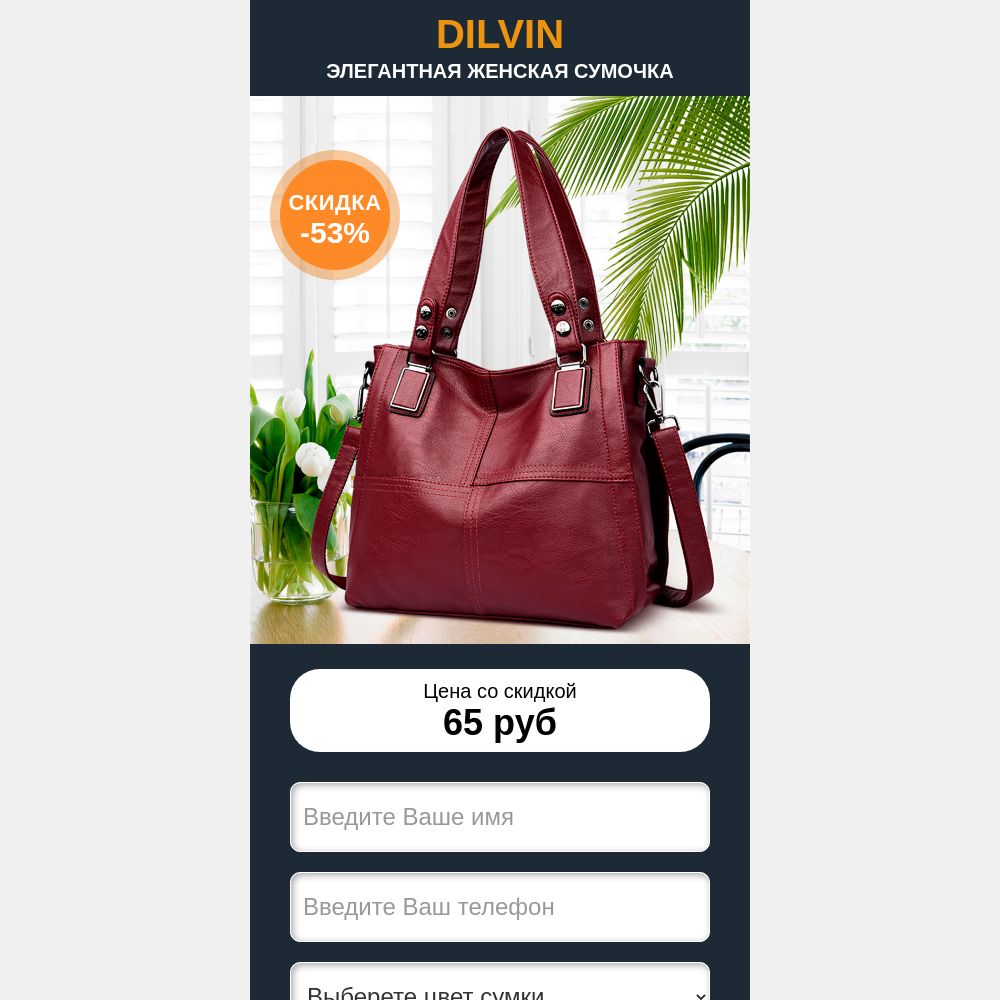 DILVIN
ЭЛЕГАНТНАЯ ЖЕНСКАЯ СУМОЧКА
СКИДКА
-53%
Цена со скидкой
65 руб
Введите Ваше имя
Введите Ваш телефон
Выберете цвет сумки